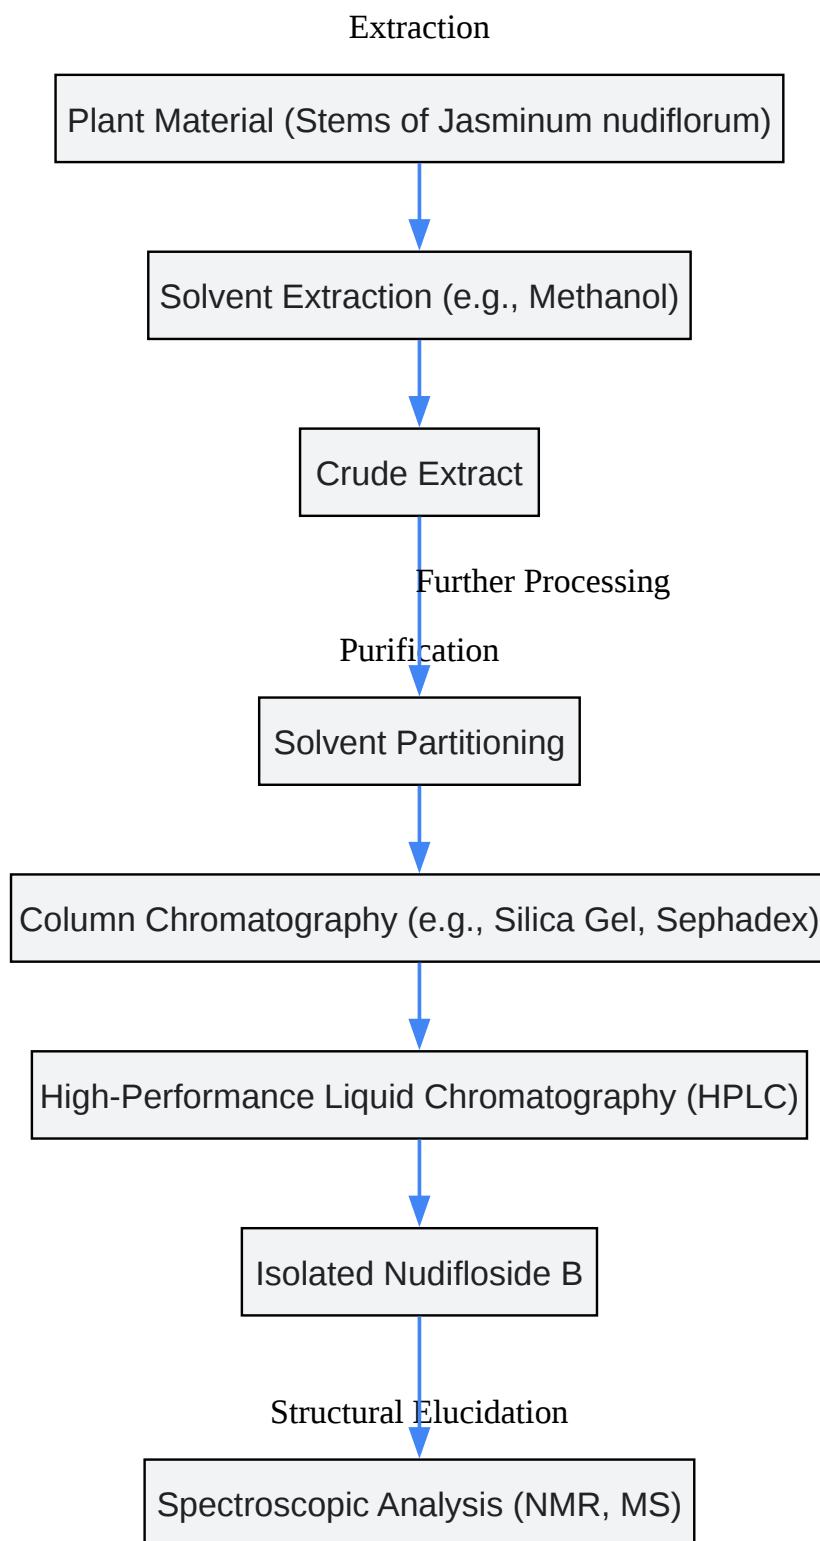 Extraction
Plant Material (Stems of Jasminum nudiflorum)
Solvent Extraction (e.g., Methanol)
Crude Extract
Further Processing
Purification
Solvent Partitioning
Column Chromatography (e.g., Silica Gel, Sephadex)
High-Performance Liquid Chromatography (HPLC)
Isolated Nudifloside B
Structural Elucidation
Spectroscopic Analysis (NMR, MS)